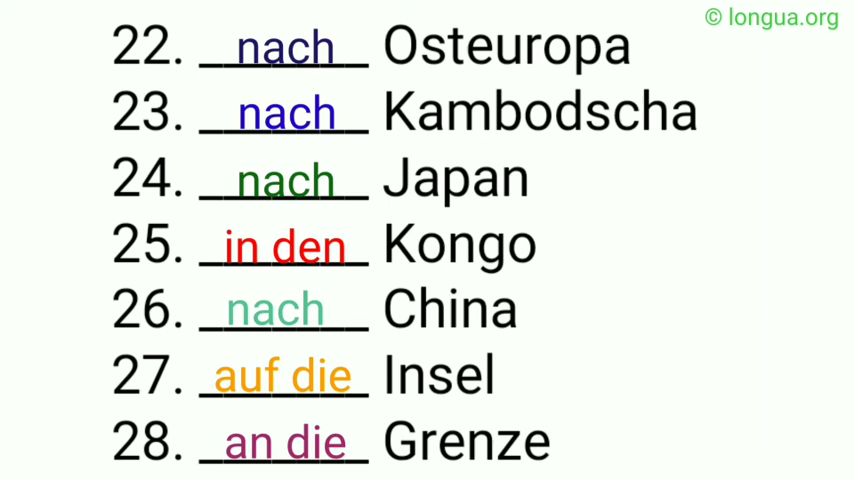 © longua.org
22. nach Osteuropa
23. nach Kambodscha
24. nach Japan
25. in den Kongo
26. nach China
27. auf die Insel
28. an die Grenze